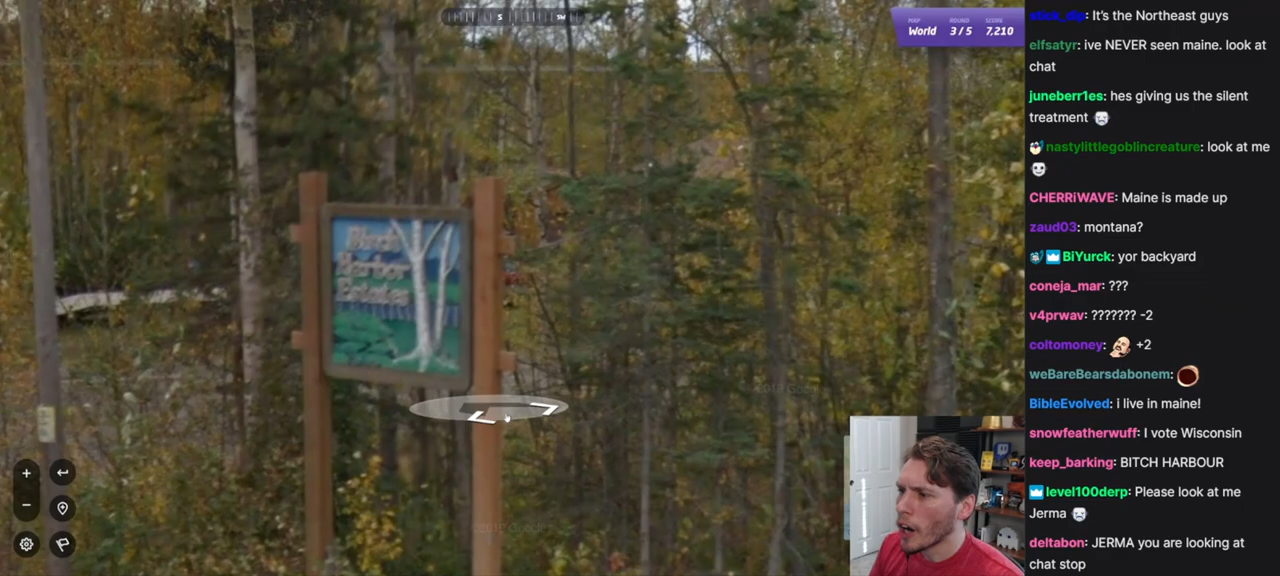 S
SW
MAP
World
ROUND
3 / 5
SCORE
7,210
Birch
Harbor
Estates
stick_dip: It's the Northeast guys
elfsatyr: ive NEVER seen maine. look at
chat
juneberr1es: hes giving us the silent
treatment
nastylittlegoblincreature: look at me
CHERRiWAVE: Maine is made up
zaud03: montana?
BiYurck: yor backyard
coneja_mar: ???
v4prwav: ??????? -2
coltomoney: +2
weBareBearsdabonem:
BibleEvolved: i live in maine!
snowfeatherwuff: I vote Wisconsin
keep_barking: BITCH HARBOUR
level100derp: Please look at me
Jerma
deltabon: JERMA you are looking at
chat stop